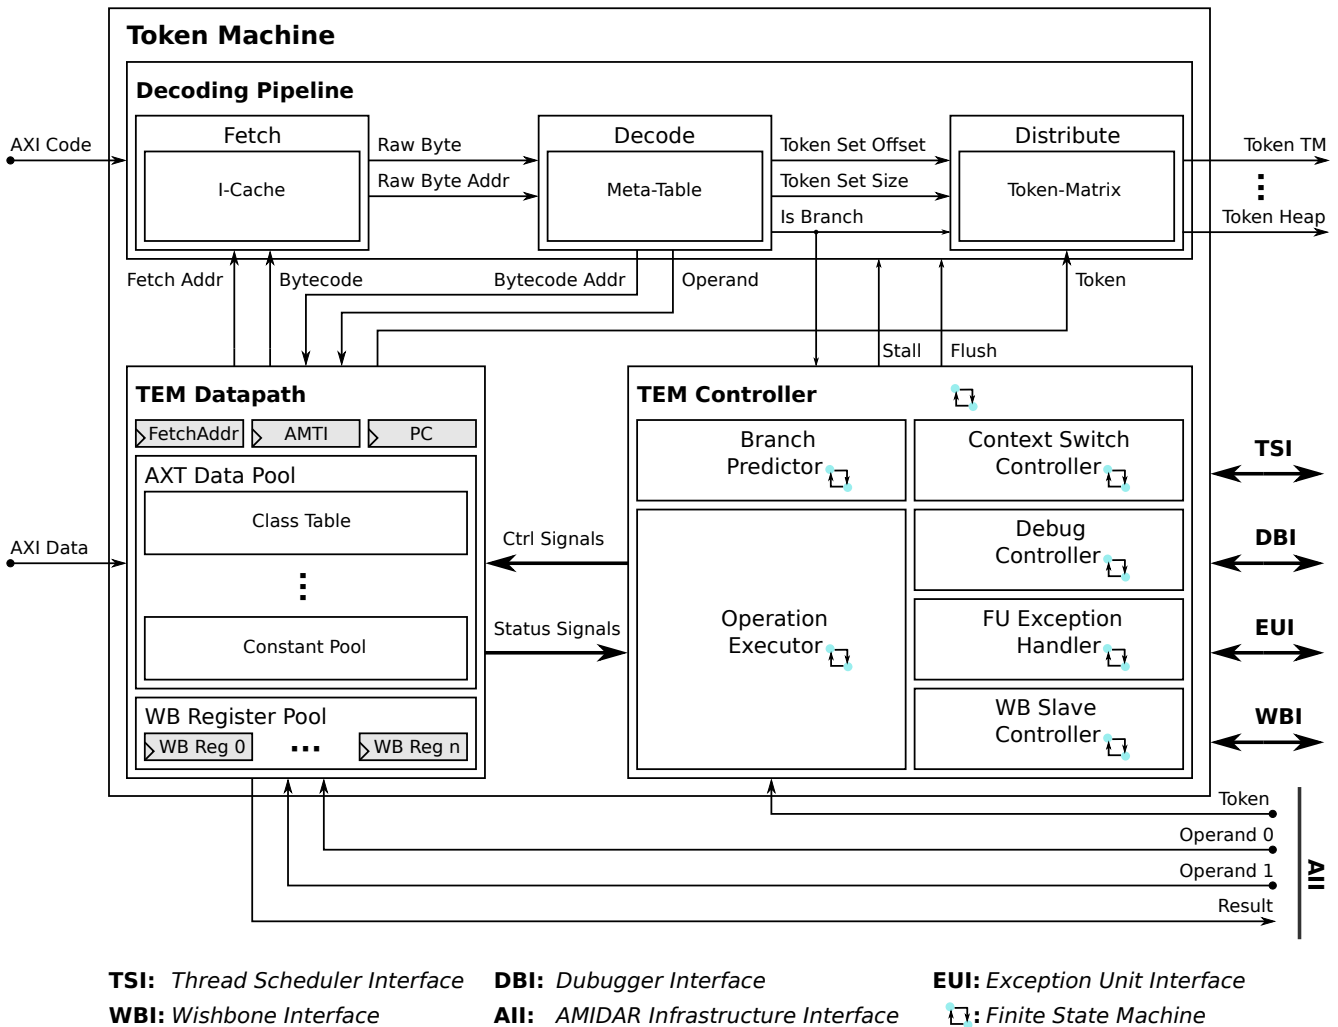 Token Machine
Decoding Pipeline
AXI Code
Fetch
I-Cache
Raw Byte
Raw Byte Addr
Decode
Meta-Table
Token Set Offset
Token Set Size
Is Branch
Distribute
Token-Matrix
Token TM
Token Heap
Fetch Addr
Bytecode
Bytecode Addr
Operand
Token
Stall
Flush
TEM Datapath
FetchAddr
AMTI
PC
AXT Data Pool
Class Table
Constant Pool
AXI Data
WB Register Pool
WB Reg 0
WB Reg n
Ctrl Signals
Status Signals
TEM Controller
Branch
Predictor
Context Switch
Controller
Operation
Executor
Debug
Controller
FU Exception
Handler
WB Slave
Controller
TSI
DBI
EUI
WBI
Token
Operand 0
Operand 1
Result
AII
TSI: Thread Scheduler Interface
DBI: Dubugger Interface
EUI: Exception Unit Interface
WBI: Wishbone Interface
AII: AMIDAR Infrastructure Interface
: Finite State Machine